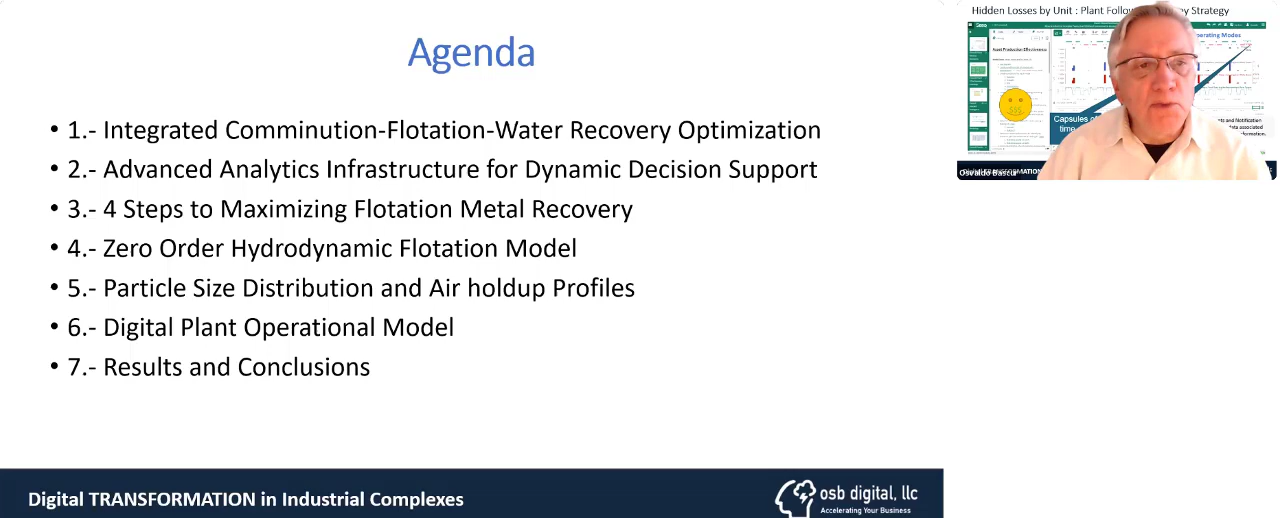 Agenda
• 1.- Integrated Comminution-Flotation-Water Recovery Optimization
• 2.- Advanced Analytics Infrastructure for Dynamic Decision Support
• 3.- 4 Steps to Maximizing Flotation Metal Recovery
• 4.- Zero Order Hydrodynamic Flotation Model
• 5.- Particle Size Distribution and Air holdup Profiles
• 6.- Digital Plant Operational Model
• 7.- Results and Conclusions
Digital TRANSFORMATION in Industrial Complexes
osb digital, llc
Accelerating Your Business
Hidden Losses by Unit : Plant Follow Strategy
Asset Production Effectiveness
Operating Modes
Capsules of
time
Osvaldo Bascur